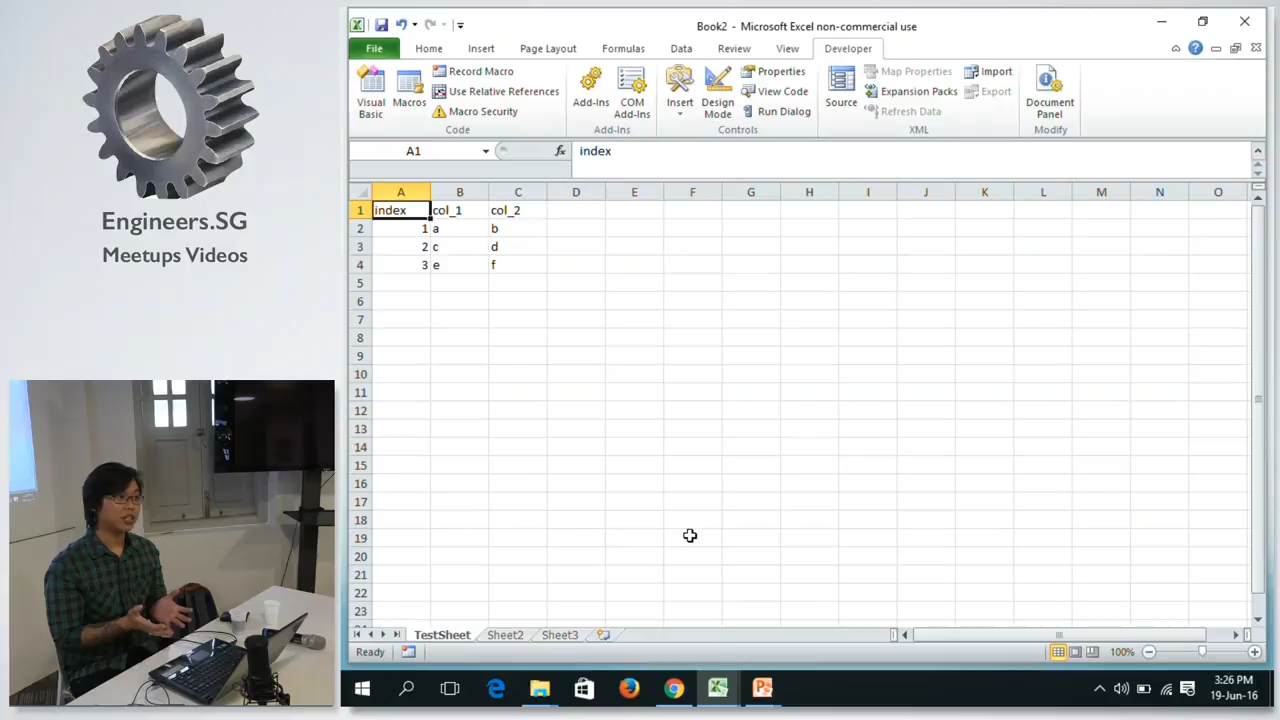 Engineers.SG
Meetups Videos
Book2 - Microsoft Excel non-commercial use
File Home Insert Page Layout Formulas Data Review View Developer
Visual Basic
Macros
Record Macro
Use Relative References
Macro Security
Code
Add-Ins
COM Add-Ins
Add-Ins
Insert
Design Mode
Properties
View Code
Run Dialog
Controls
Source
Map Properties
Expansion Packs
Refresh Data
Import
Export
XML
Document Panel
Modify
A1 fx index
A B C D E F G H I J K L M N O
1 index col_1 col_2
2 1 a b
3 2 c d
4 3 e f
5
6
7
8
9
10
11
12
13
14
15
16
17
18
19
20
21
22
23
TestSheet Sheet2 Sheet3
Ready 100%
3:26 PM
19-Jun-16